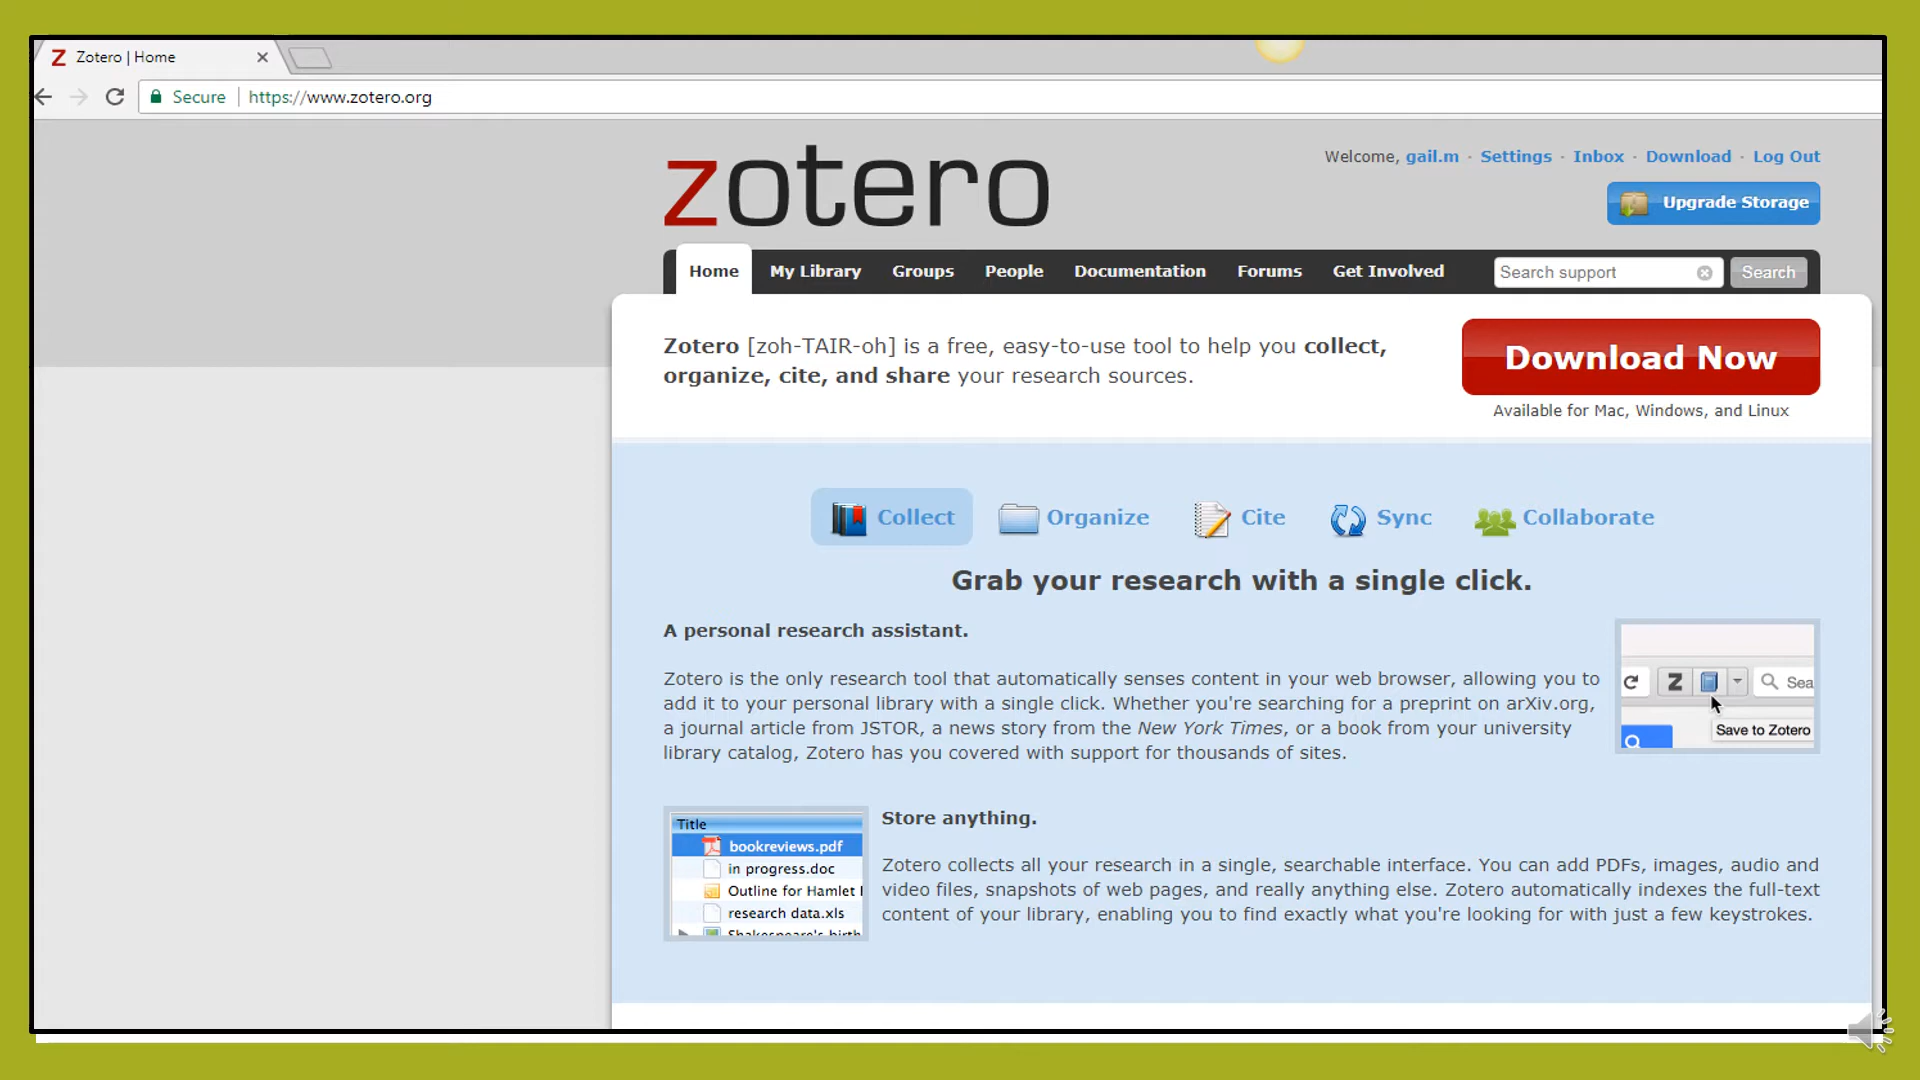 Zotero | Home
Secure
https://www.zotero.org
zotero
Welcome, gail.m · Settings · Inbox · Download · Log Out
Upgrade Storage
Home
My Library
Groups
People
Documentation
Forums
Get Involved
Search support
Search
Zotero [zoh-TAIR-oh] is a free, easy-to-use tool to help you collect,
organize, cite, and share your research sources.
Download Now
Available for Mac, Windows, and Linux
Collect
Organize
Cite
Sync
Collaborate
Grab your research with a single click.
A personal research assistant.
Zotero is the only research tool that automatically senses content in your web browser, allowing you to
add it to your personal library with a single click. Whether you're searching for a preprint on arXiv.org,
a journal article from JSTOR, a news story from the New York Times, or a book from your university
library catalog, Zotero has you covered with support for thousands of sites.
Z
Sea
Save to Zotero
Title
bookreviews.pdf
in progress.doc
Outline for Hamlet
research data.xls
Shakespeare's birth
Store anything.
Zotero collects all your research in a single, searchable interface. You can add PDFs, images, audio and
video files, snapshots of web pages, and really anything else. Zotero automatically indexes the full-text
content of your library, enabling you to find exactly what you're looking for with just a few keystrokes.